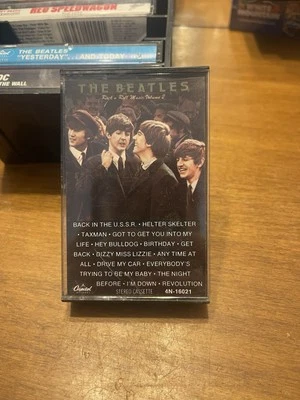 REO SPEEDWAGON
THE BEATLES
"YESTERDAY"
THE WALL
THE BEATLES
Rock n Roll Music Volume 2
BACK IN THE U.S.S.R. • HELTER SKELTER
• TAXMAN • GOT TO GET YOU INTO MY
LIFE • HEY BULLDOG • BIRTHDAY • GET
BACK • DIZZY MISS LIZZIE • ANY TIME AT
ALL • DRIVE MY CAR • EVERYBODY'S
TRYING TO BE MY BABY • THE NIGHT
BEFORE • I'M DOWN • REVOLUTION
Capitol
STEREO CASSETTE 4N-16021